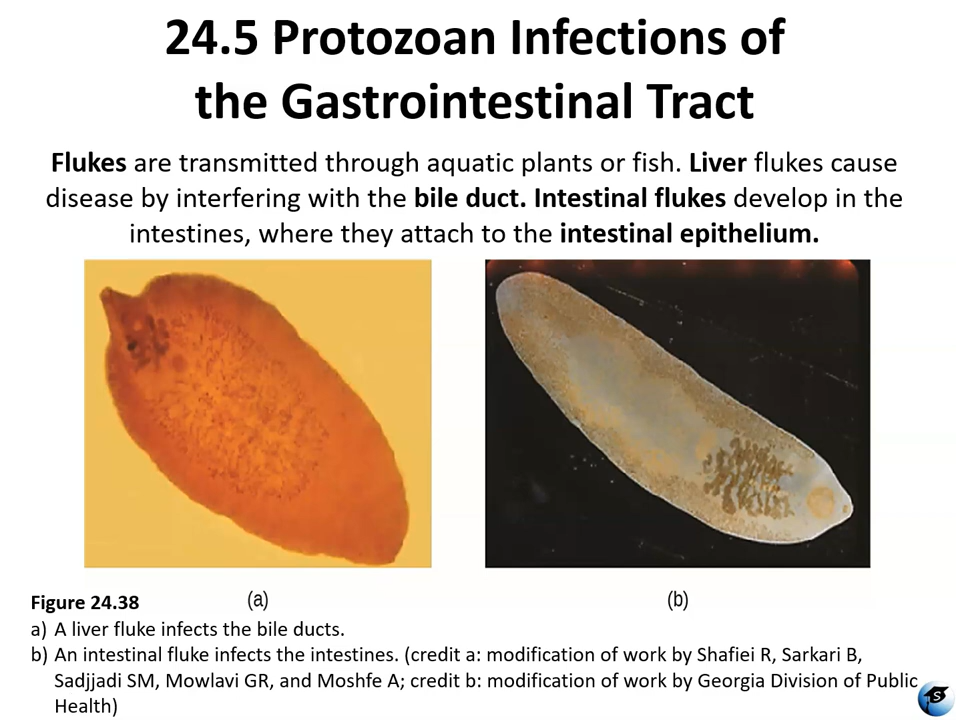 24.5 Protozoan Infections of
the Gastrointestinal Tract
Flukes are transmitted through aquatic plants or fish. Liver flukes cause
disease by interfering with the bile duct. Intestinal flukes develop in the
intestines, where they attach to the intestinal epithelium.
(a)
(b)
Figure 24.38
a) A liver fluke infects the bile ducts.
b) An intestinal fluke infects the intestines. (credit a: modification of work by Shafiei R, Sarkari B,
Sadjjadi SM, Mowlavi GR, and Moshfe A; credit b: modification of work by Georgia Division of Public
Health)
S